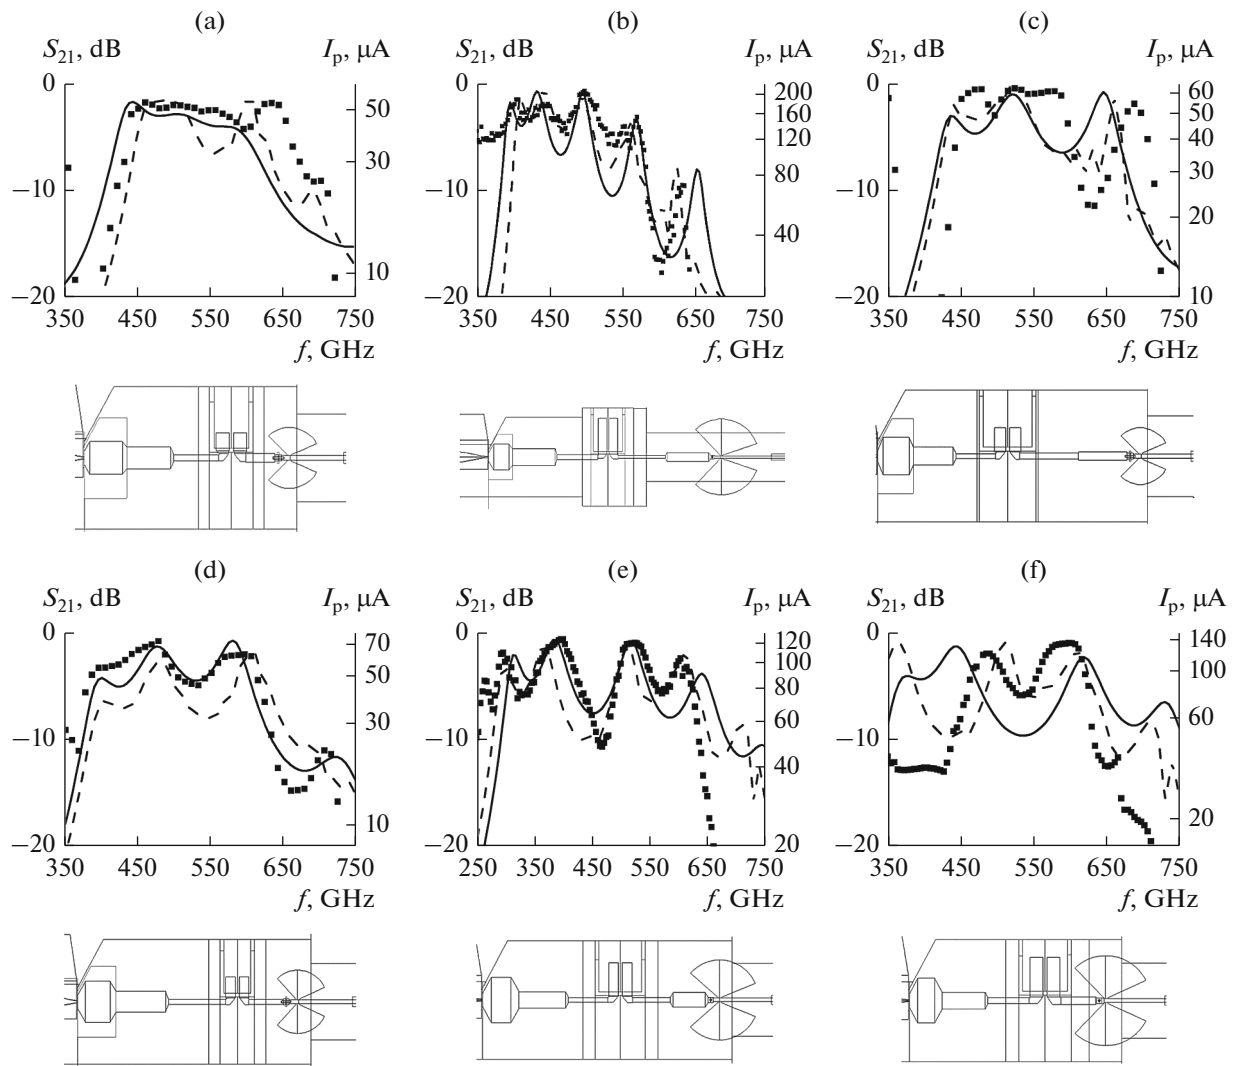 (a)
S21, dB
Ip, μA
0
−10
−20
50
30
10
350 450 550 650 750
f, GHz
(b)
S21, dB
Ip, μA
0
−10
−20
200
160
120
80
40
350 450 550 650
f, GHz
(c)
S21, dB
Ip, μA
0
−10
−20
60
50
40
30
20
10
350 450 550 650 750
f, GHz
(d)
S21, dB
Ip, μA
0
−10
−20
70
50
30
10
350 450 550 650 750
f, GHz
(e)
S21, dB
Ip, μA
0
−10
−20
120
100
80
60
40
20
250 350 450 550 650 750
f, GHz
(f)
S21, dB
Ip, μA
0
−10
−20
140
100
60
20
350 450 550 650 750
f, GHz